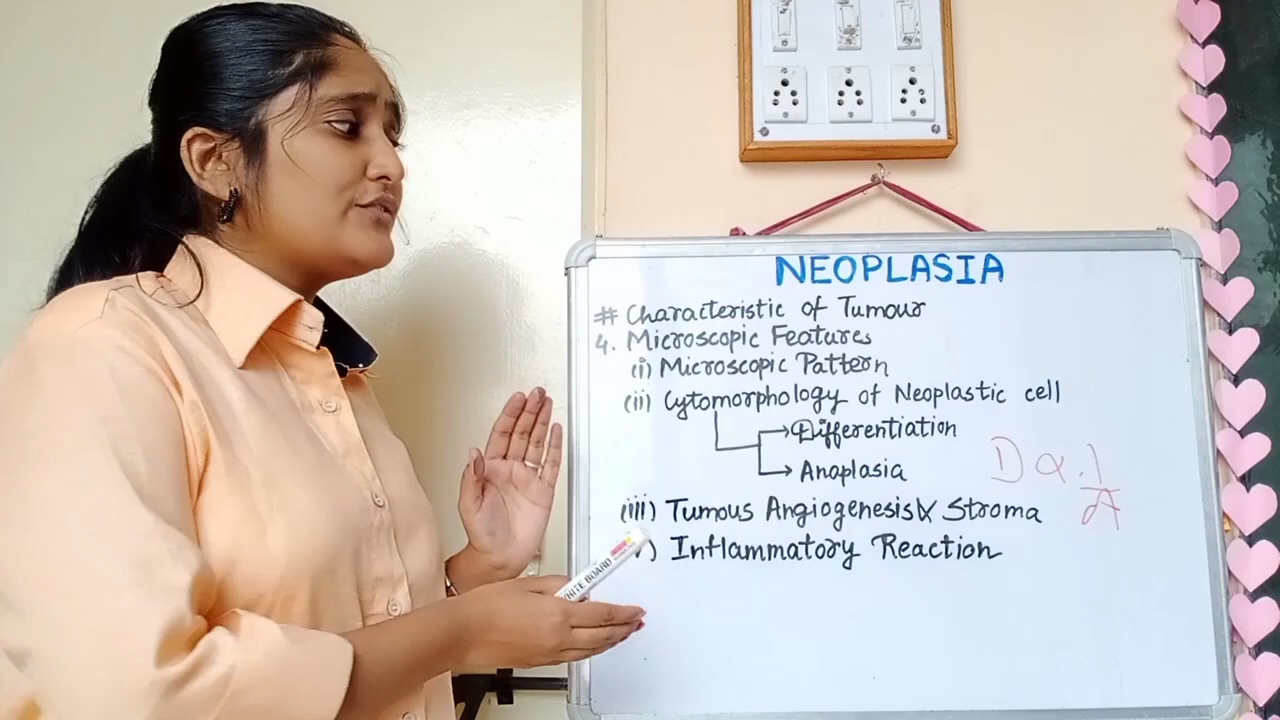 NEOPLASIA
# Characteristic of Tumour
4. Microscopic Features
(i) Microscopic Pattern
(ii) Cytomorphology of Neoplastic cell
→ Differentiation
→ Anaplasia
D α 1/A
(iii) Tumous Angiogenesis & Stroma
) Inflammatory Reaction
WHITE BOARD